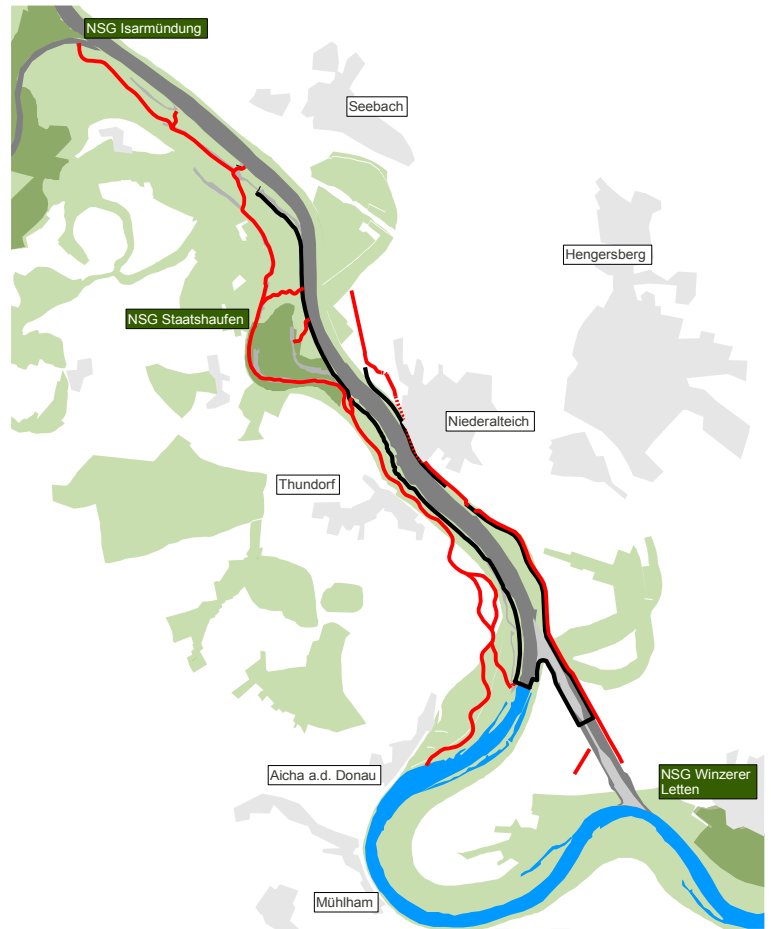 NSG Isarmündung
Seebach
Hengersberg
NSG Staatshaufen
Niederalteich
Thundorf
Aicha a.d. Donau
NSG Winzerer
Letten
Mühlham